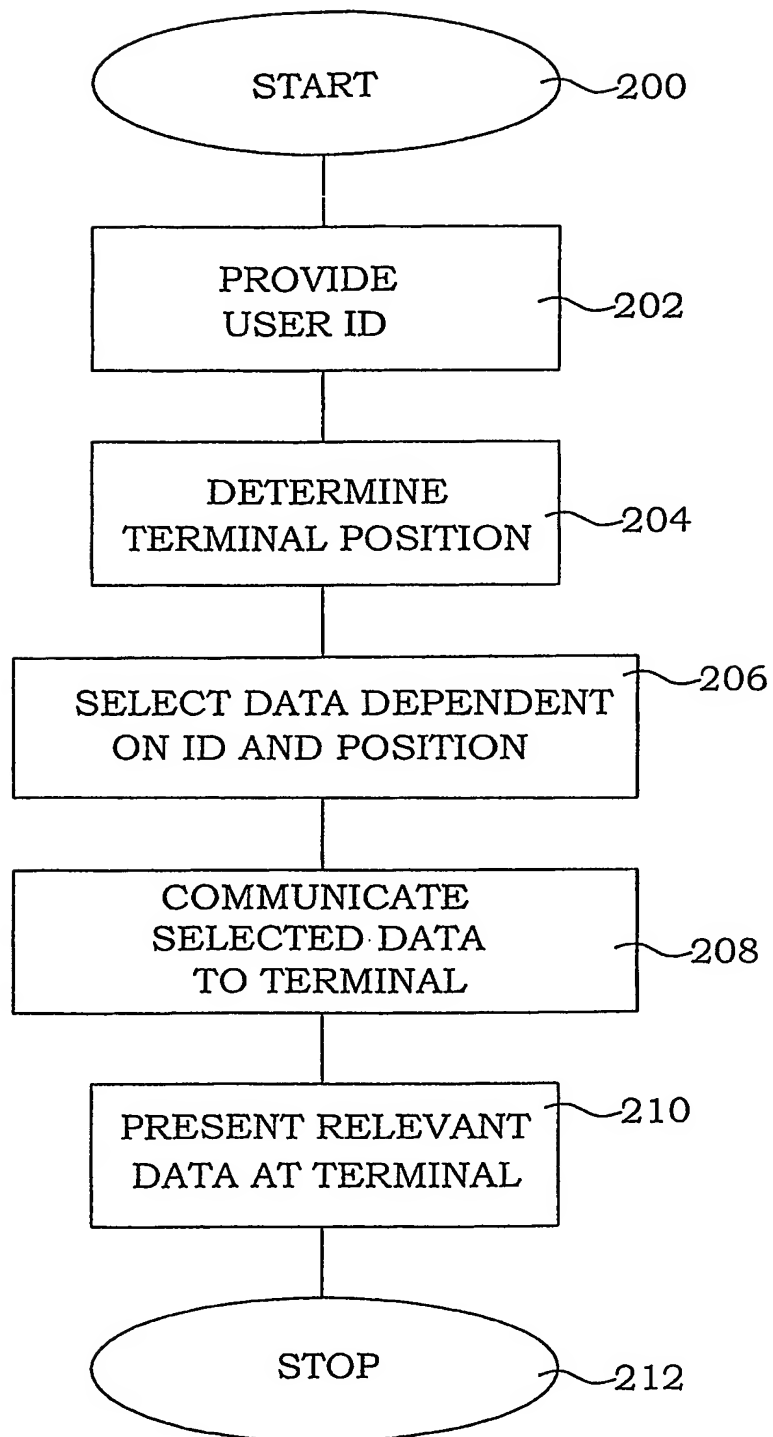 START
200
PROVIDE
USER ID
202
DETERMINE
TERMINAL POSITION
204
SELECT DATA DEPENDENT
ON ID AND POSITION
206
COMMUNICATE
SELECTED DATA
TO TERMINAL
208
PRESENT RELEVANT
DATA AT TERMINAL
210
STOP
212